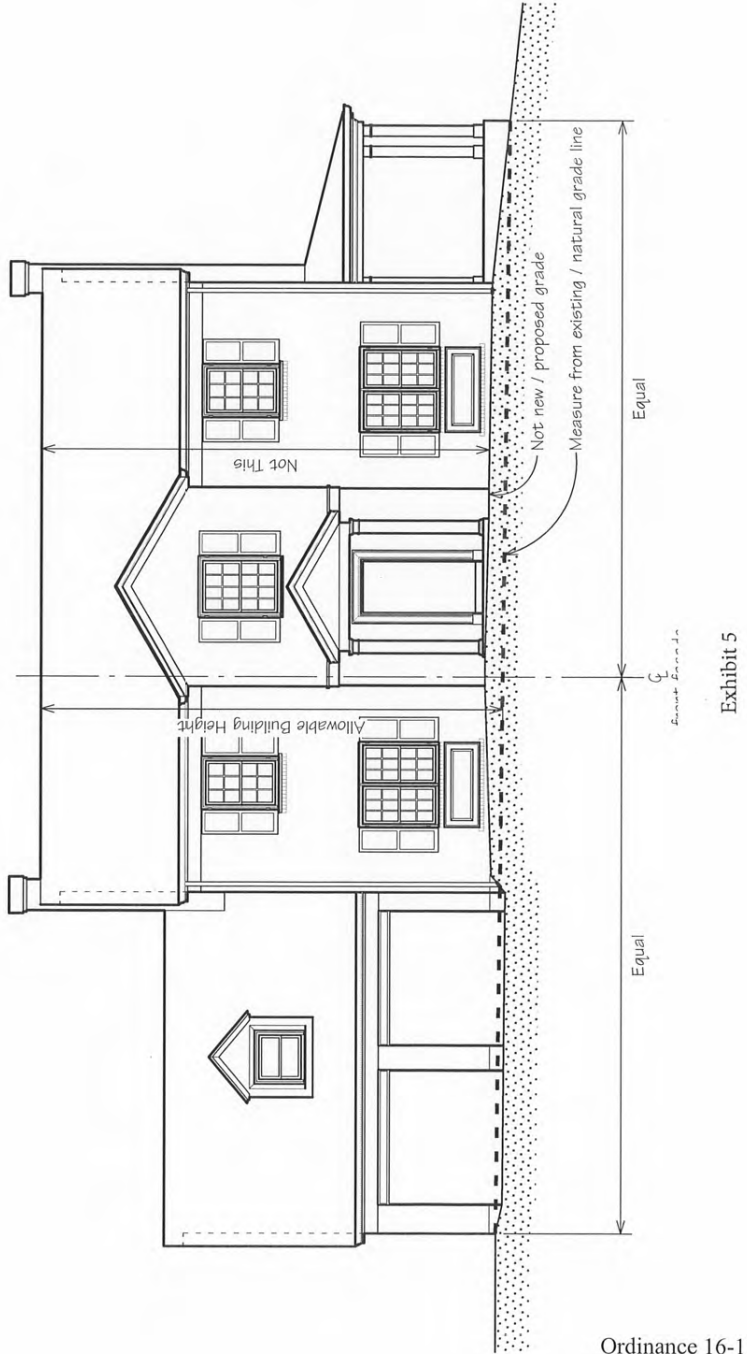 Allowable Building Height
Not This
Not new / proposed grade
Measure from existing / natural grade line
Equal
Equal
℄
Exhibit 5
Ordinance 16-1